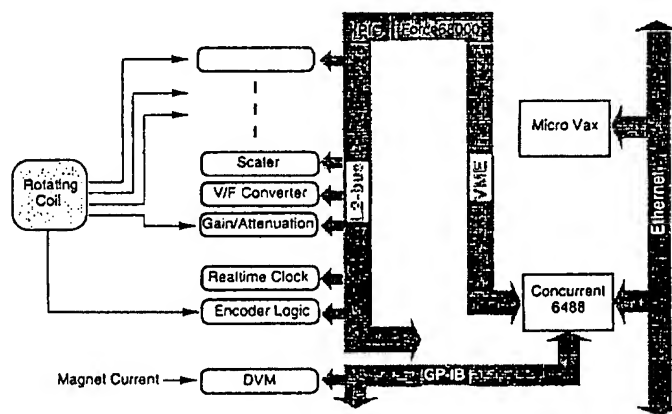 (Force68000)
Micro Vax
Scaler
Rotating
Coil
V/F Converter
L2-bus
VME
Ethernet
Gain/Attenuation
Realtime Clock
Concurrent
6488
Encoder Logic
GP-IB
Magnet Current
DVM